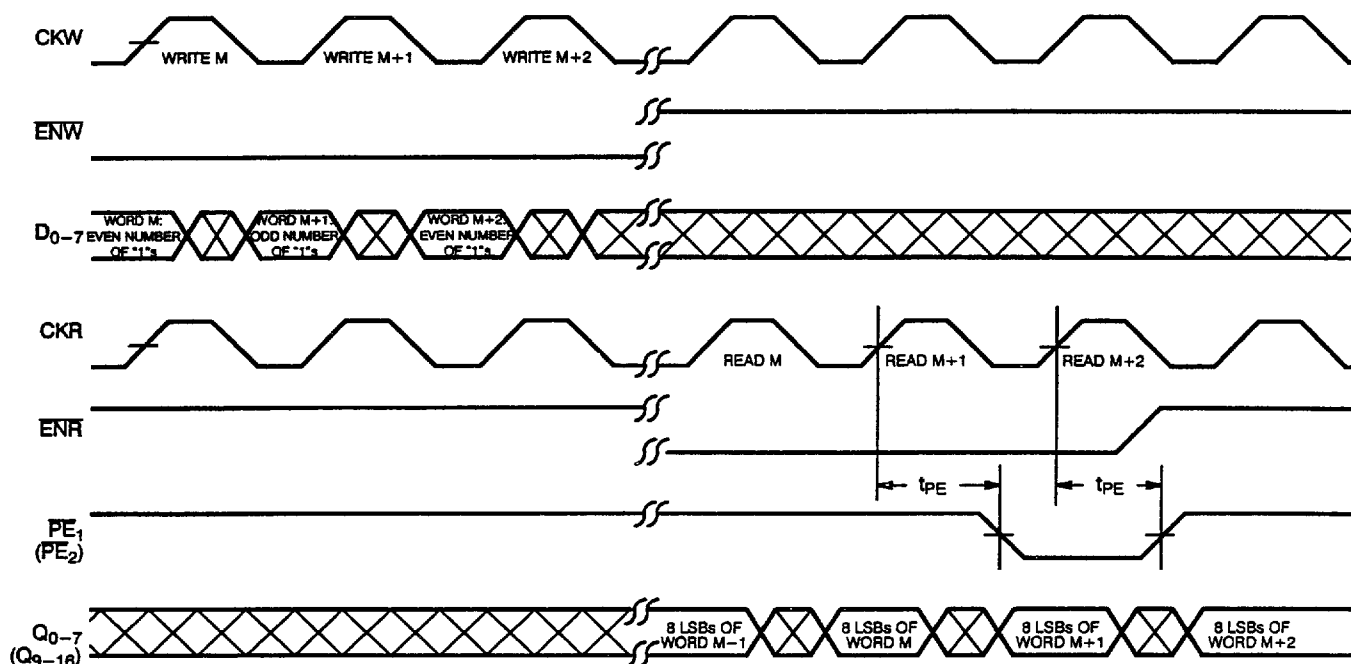 CKW
WRITE M WRITE M+1 WRITE M+2
ENW
D0-7
WORD M: EVEN NUMBER OF "1"s
WORD M+1: ODD NUMBER OF "1"s
WORD M+2: EVEN NUMBER OF "1"s
CKR
READ M READ M+1 READ M+2
ENR
tPE tPE
PE1
(PE2)
Q0-7
(Q9-16)
8 LSBs OF WORD M-1
8 LSBs OF WORD M
8 LSBs OF WORD M+1
8 LSBs OF WORD M+2